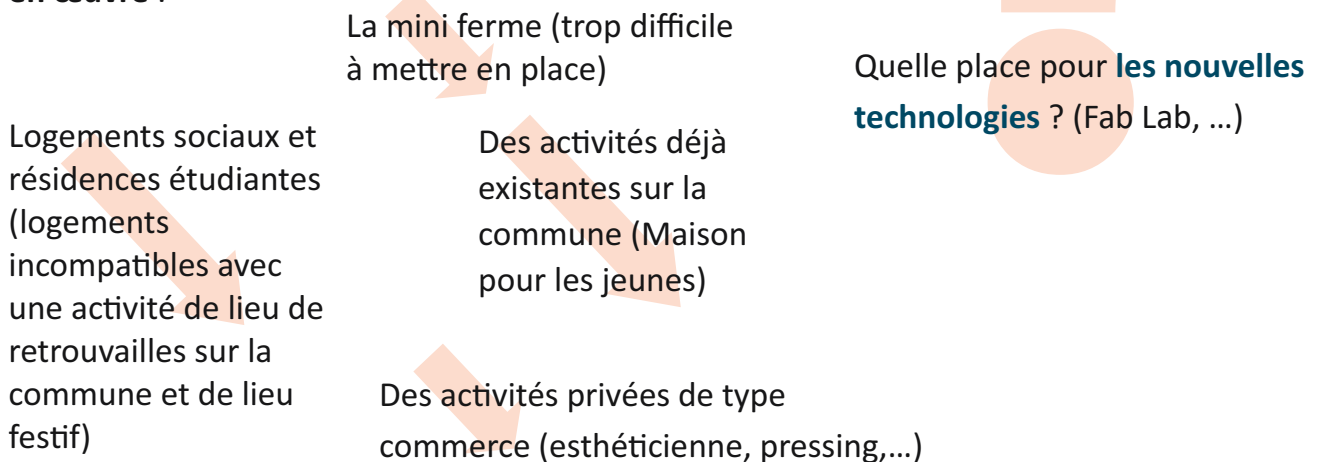 en œuvre :
La mini ferme (trop difficile
à mettre en place)
Quelle place pour les nouvelles
technologies ? (Fab Lab, …)
Logements sociaux et
résidences étudiantes
(logements
incompatibles avec
une activité de lieu de
retrouvailles sur la
commune et de lieu
festif)
Des activités déjà
existantes sur la
commune (Maison
pour les jeunes)
Des activités privées de type
commerce (esthéticienne, pressing,…)